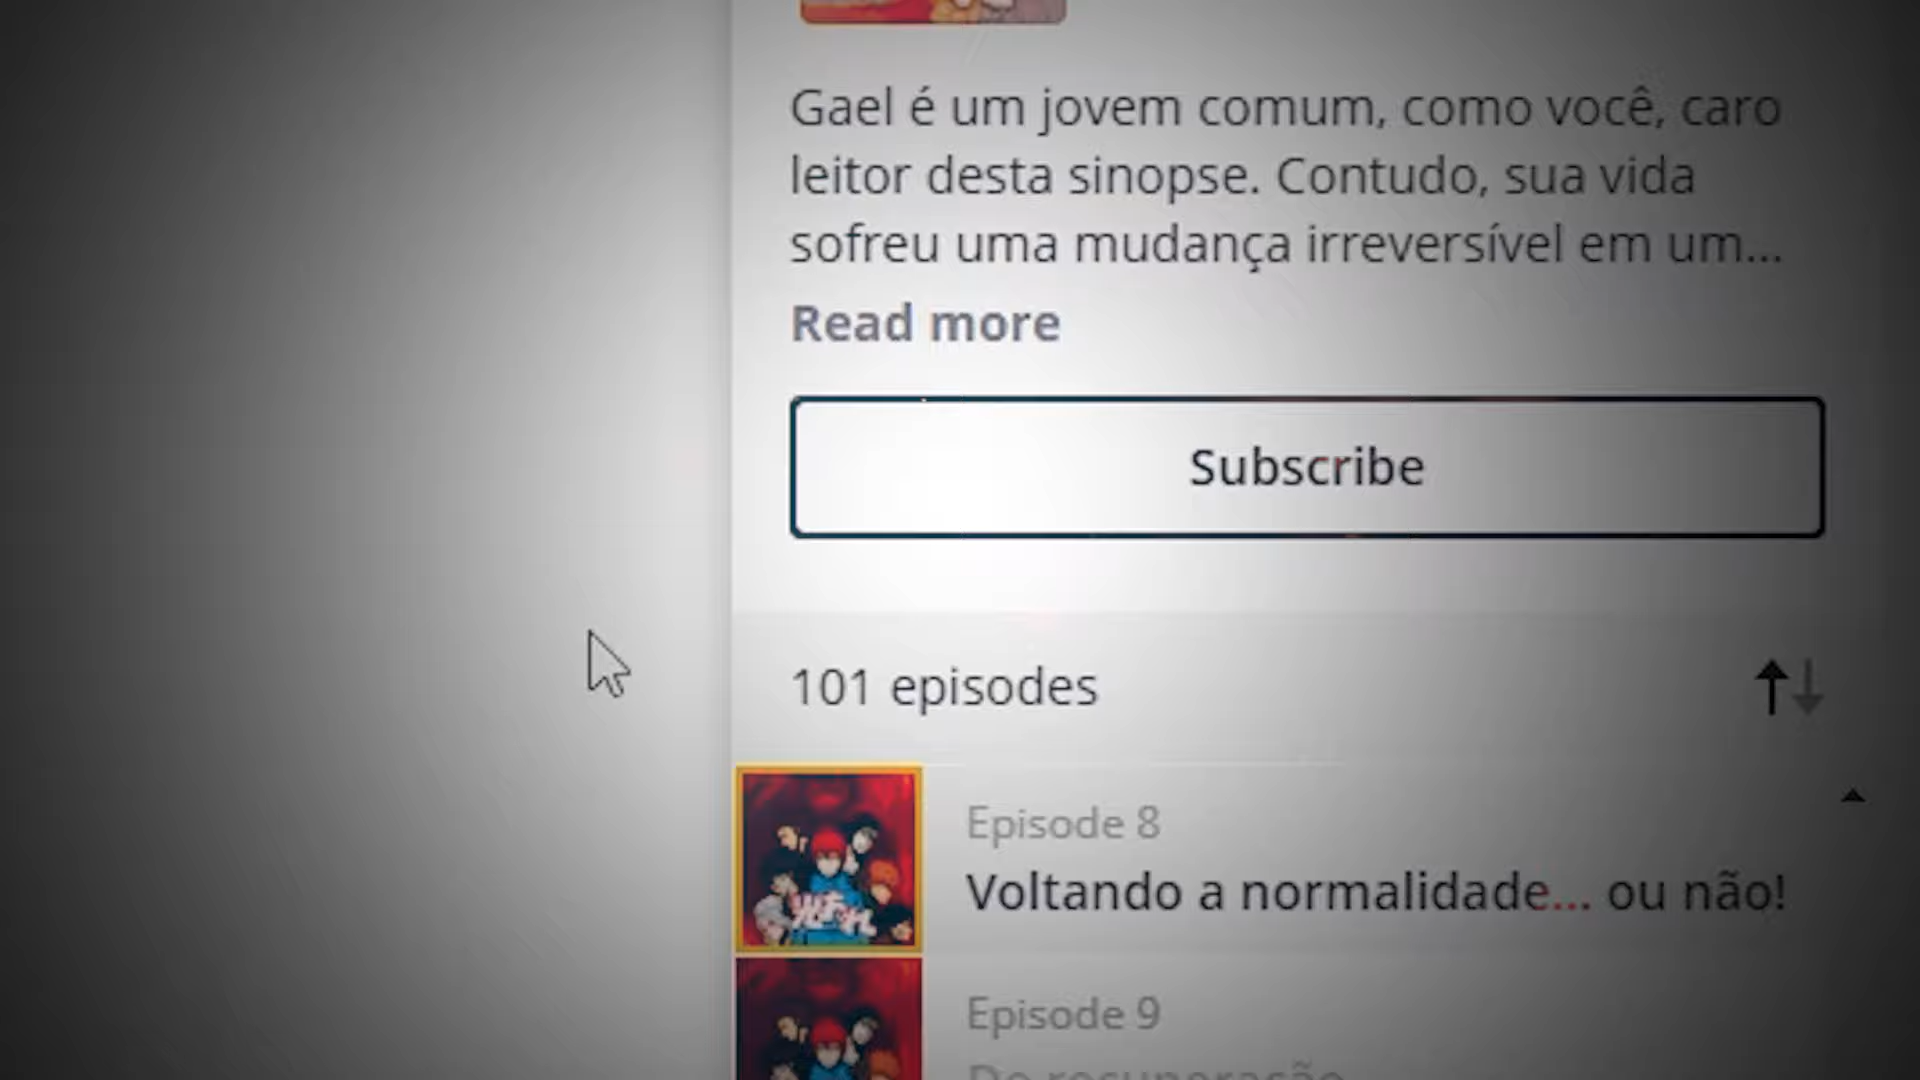 Gael é um jovem comum, como você, caro
leitor desta sinopse. Contudo, sua vida
sofreu uma mudança irreversível em um...
Read more
Subscribe
101 episodes
Episode 8
Voltando a normalidade... ou não!
Episode 9